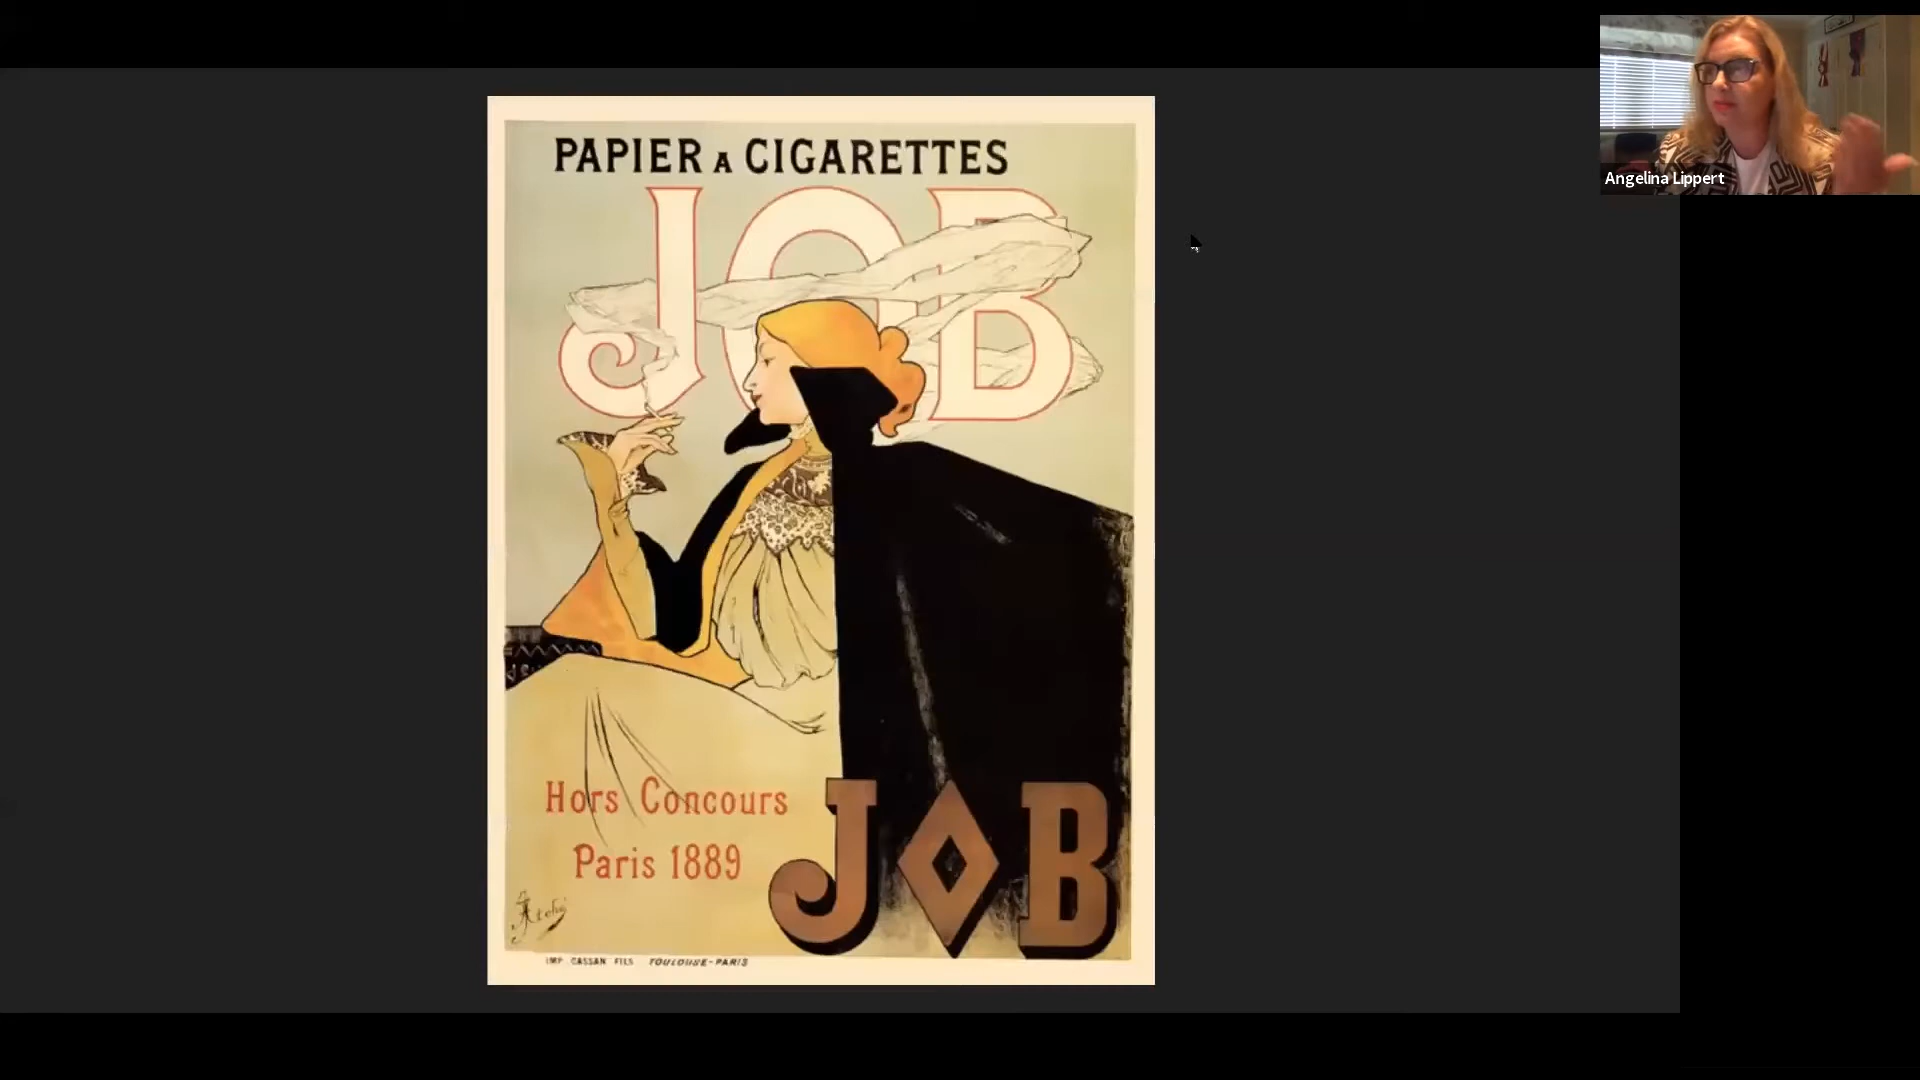 PAPIER A CIGARETTES
JOB
Hors Concours
Paris 1889
JOB
IMP. CASSAN FILS TOULOUSE-PARIS
Angelina Lippert